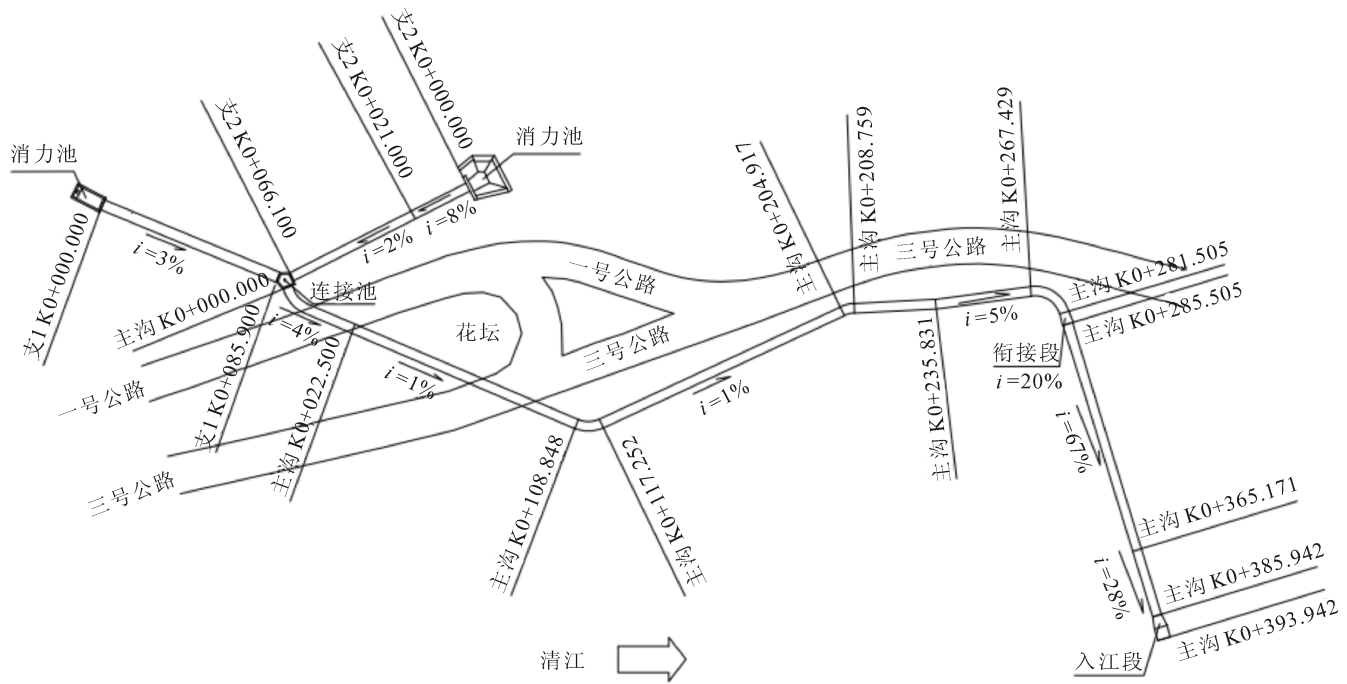 支2 K0+000.000
支2 K0+021.000
支2 K0+066.100
消力池
消力池
支1 K0+000.000
i=3%
i=2%
i=8%
主沟 K0+000.000
连接池
i=4%
支1 K0+085.900
主沟 K0+022.500
一号公路
三号公路
花坛
i=1%
一号公路
三号公路
主沟 K0+108.848
主沟 K0+117.252
i=1%
主沟 K0+204.917
主沟 K0+208.759
三号公路
主沟 K0+267.429
主沟 K0+235.831
i=5%
主沟 K0+281.505
主沟 K0+285.505
衔接段
i=20%
i=67%
主沟 K0+365.171
i=28%
主沟 K0+385.942
主沟 K0+393.942
入江段
清江